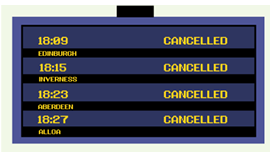 18:09 CANCELLED
EDINBURGH
18:15 CANCELLED
INVERNESS
18:23 CANCELLED
ABERDEEN
18:27 CANCELLED
ALLOA